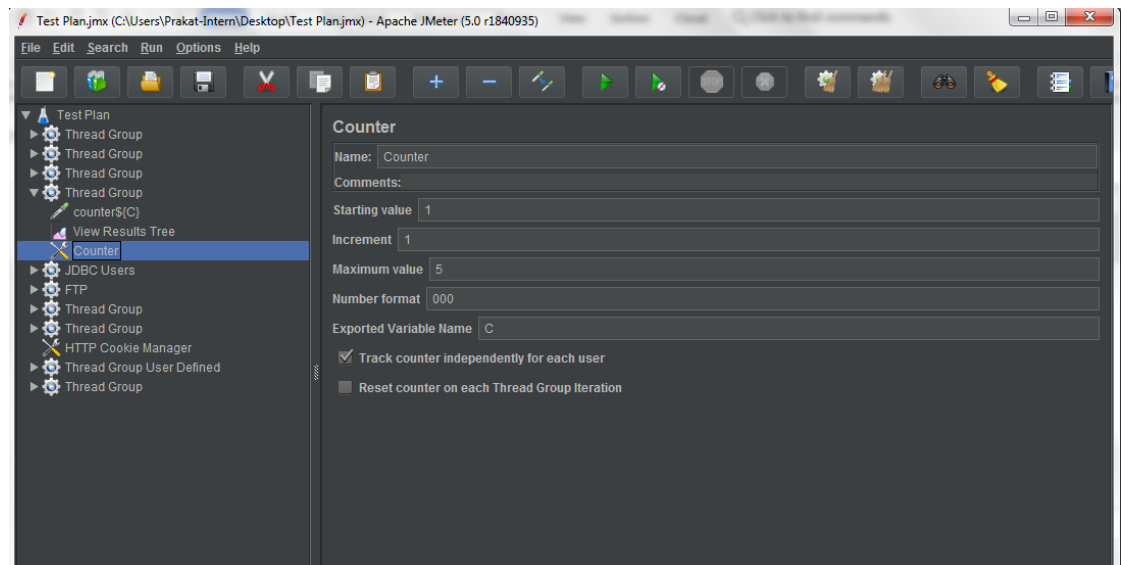 Test Plan.jmx (C:\Users\Prakat-Intern\Desktop\Test Plan.jmx) - Apache JMeter (5.0 r1840935)
File Edit Search Run Options Help
STOP
Test Plan
Thread Group
Thread Group
Thread Group
Thread Group
counter${C}
View Results Tree
Counter
JDBC Users
FTP
Thread Group
Thread Group
HTTP Cookie Manager
Thread Group User Defined
Thread Group
Counter
Name: Counter
Comments:
Starting value 1
Increment 1
Maximum value 5
Number format 000
Exported Variable Name C
Track counter independently for each user
Reset counter on each Thread Group Iteration